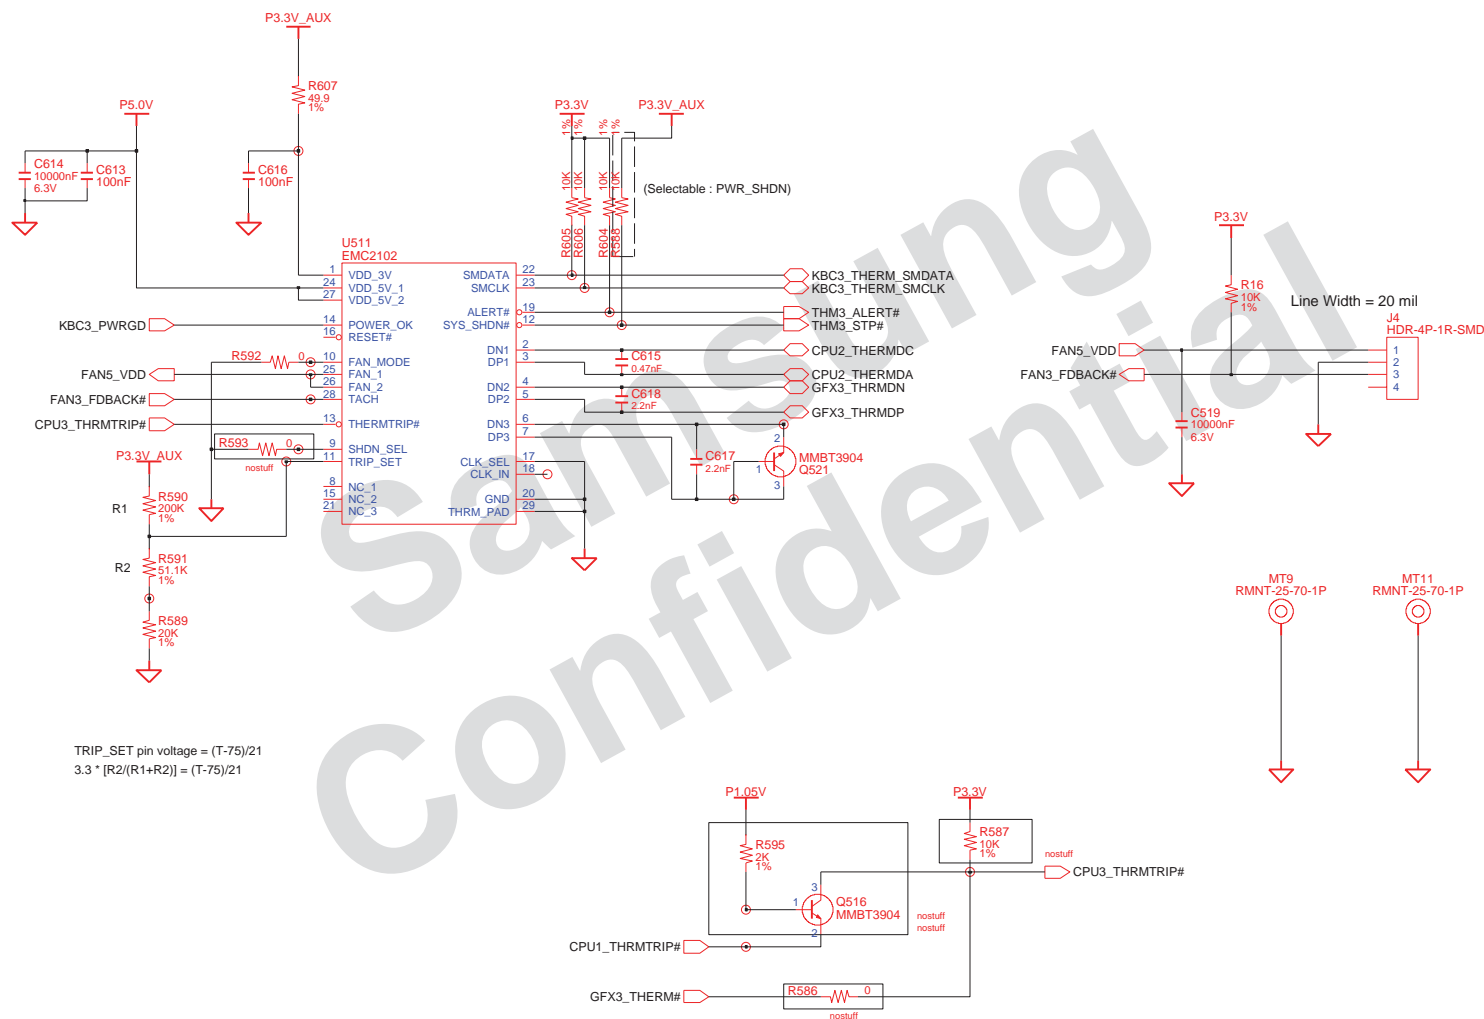 P3.3V_AUX
R607
49.9
1%
P5.0V
C614
10000nF
6.3V
C613
100nF
C616
100nF
P3.3V
P3.3V_AUX
1%
1%
1%
1%
10K
10K
10K
10K
R605
R606
R604
R588
(Selectable : PWR_SHDN)
U511
EMC2102
1
VDD_3V
24
VDD_5V_1
27
VDD_5V_2
14
POWER_OK
16
RESET#
10
FAN_MODE
25
FAN_1
26
FAN_2
28
TACH
13
THERMTRIP#
9
SHDN_SEL
11
TRIP_SET
8
NC_1
15
NC_2
21
NC_3
SMDATA
22
SMCLK
23
ALERT#
19
SYS_SHDN#
12
DN1
2
DP1
3
DN2
4
DP2
5
DN3
6
DP3
7
CLK_SEL
17
CLK_IN
18
GND
20
THRM_PAD
29
KBC3_PWRGD
R592
0
FAN5_VDD
FAN3_FDBACK#
CPU3_THRMTRIP#
R593
0
nostuff
P3.3V_AUX
R1
R590
200K
1%
R2
R591
51.1K
1%
R589
20K
1%
KBC3_THERM_SMDATA
KBC3_THERM_SMCLK
THM3_ALERT#
THM3_STP#
CPU2_THERMDC
C615
0.47nF
CPU2_THERMDA
GFX3_THRMDN
C618
2.2nF
GFX3_THRMDP
C617
2.2nF
2
1
3
MMBT3904
Q521
P3.3V
R16
10K
1%
Line Width = 20 mil
J4
HDR-4P-1R-SMD
FAN5_VDD
1
2
FAN3_FDBACK#
3
4
C519
10000nF
6.3V
MT9
RMNT-25-70-1P
MT11
RMNT-25-70-1P
TRIP_SET pin voltage = (T-75)/21
3.3 * [R2/(R1+R2)] = (T-75)/21
P1.05V
R595
2K
1%
3
1
2
Q516
MMBT3904
nostuff
nostuff
P3.3V
R587
10K
1%
nostuff
CPU3_THRMTRIP#
CPU1_THRMTRIP#
GFX3_THERM#
R586
0
nostuff
Samsung
Confidential